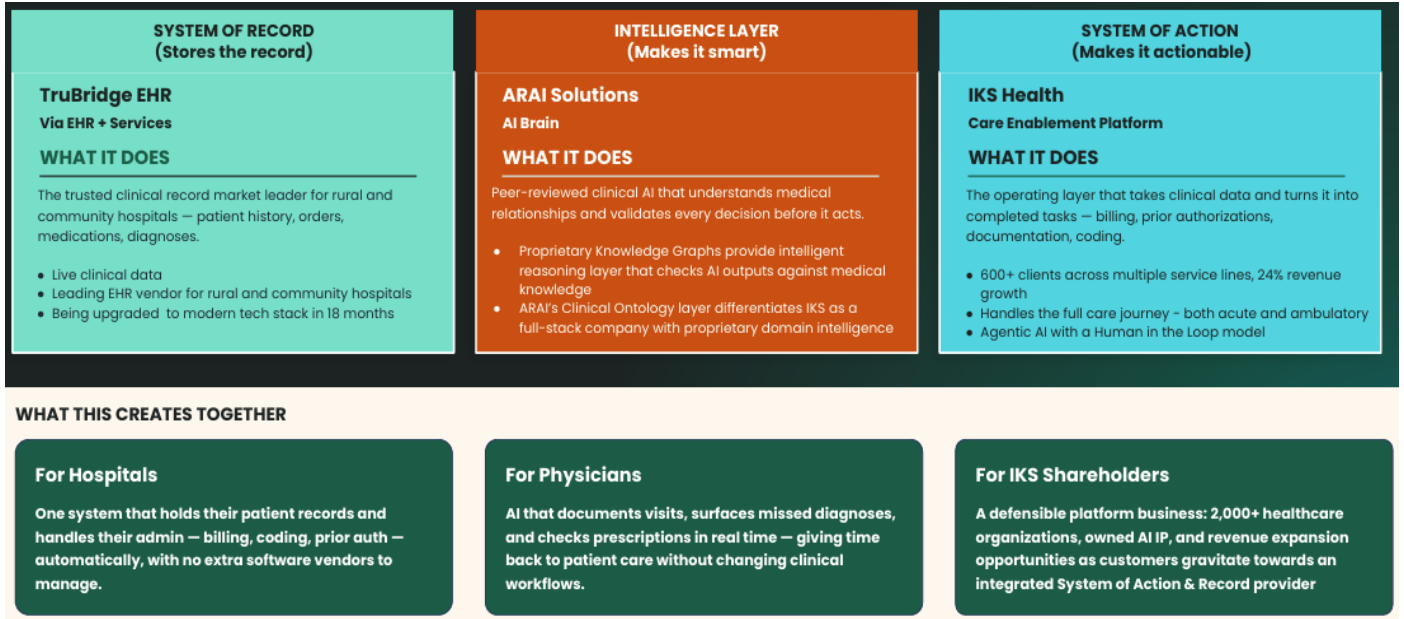 SYSTEM OF RECORD
(Stores the record)
TruBridge EHR
Via EHR + Services
WHAT IT DOES
The trusted clinical record market leader for rural and
community hospitals — patient history, orders,
medications, diagnoses.
● Live clinical data
● Leading EHR vendor for rural and community hospitals
● Being upgraded to modern tech stack in 18 months
INTELLIGENCE LAYER
(Makes it smart)
ARAI Solutions
AI Brain
WHAT IT DOES
Peer-reviewed clinical AI that understands medical
relationships and validates every decision before it acts.
● Proprietary Knowledge Graphs provide intelligent
reasoning layer that checks AI outputs against medical
knowledge
● ARAI's Clinical Ontology layer differentiates IKS as a
full-stack company with proprietary domain intelligence
SYSTEM OF ACTION
(Makes it actionable)
IKS Health
Care Enablement Platform
WHAT IT DOES
The operating layer that takes clinical data and turns it into
completed tasks — billing, prior authorizations,
documentation, coding.
● 600+ clients across multiple service lines, 24% revenue
growth
● Handles the full care journey - both acute and ambulatory
● Agentic AI with a Human in the Loop model
WHAT THIS CREATES TOGETHER
For Hospitals
One system that holds their patient records and
handles their admin — billing, coding, prior auth —
automatically, with no extra software vendors to
manage.
For Physicians
AI that documents visits, surfaces missed diagnoses,
and checks prescriptions in real time — giving time
back to patient care without changing clinical
workflows.
For IKS Shareholders
A defensible platform business: 2,000+ healthcare
organizations, owned AI IP, and revenue expansion
opportunities as customers gravitate towards an
integrated System of Action & Record provider